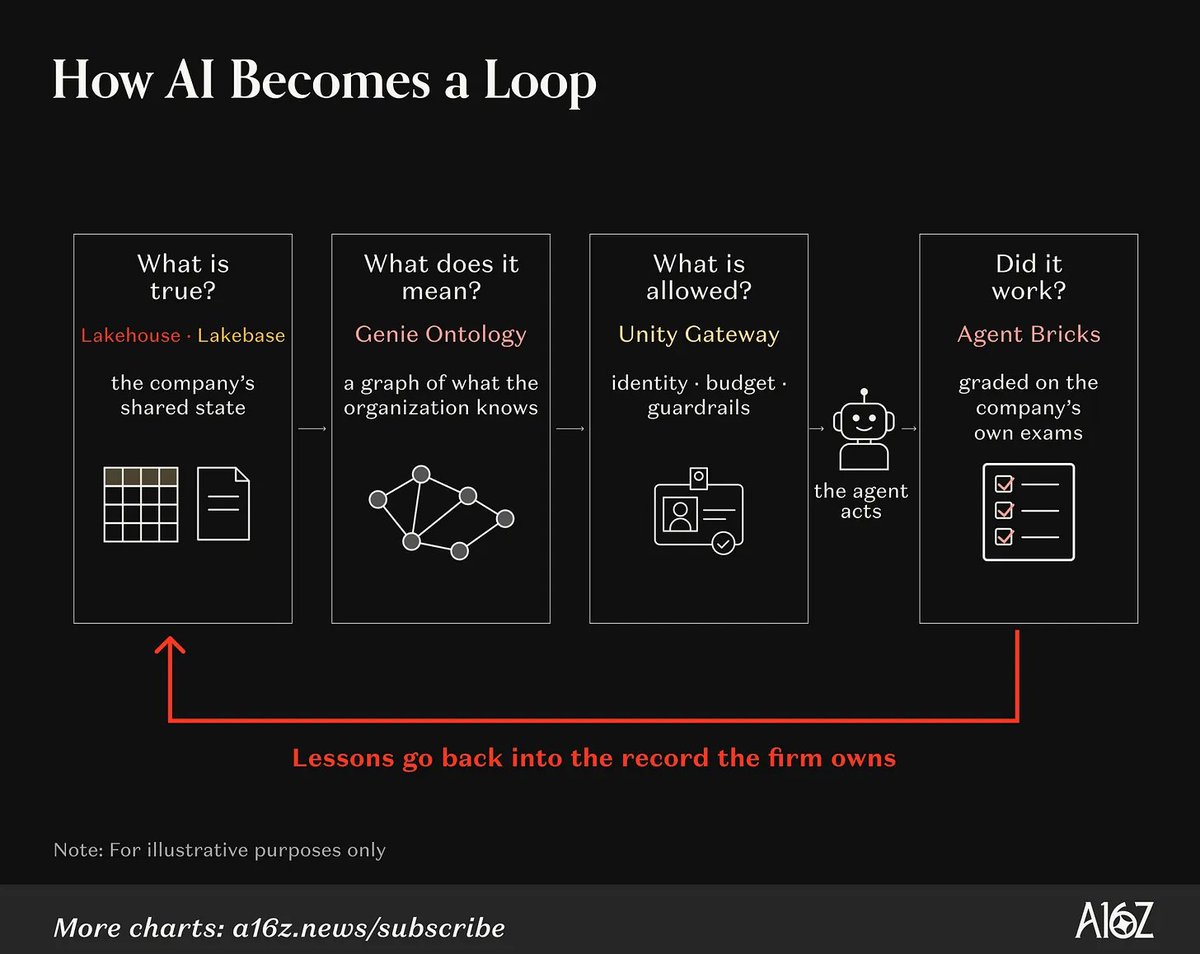 How AI Becomes a Loop
What is
true?
Lakehouse · Lakebase
the company's
shared state
What does it
mean?
Genie Ontology
a graph of what the
organization knows
What is
allowed?
Unity Gateway
identity · budget ·
guardrails
the agent
acts
Did it
work?
Agent Bricks
graded on the
company's
own exams
Lessons go back into the record the firm owns
Note: For illustrative purposes only
More charts: a16z.news/subscribe
A16Z